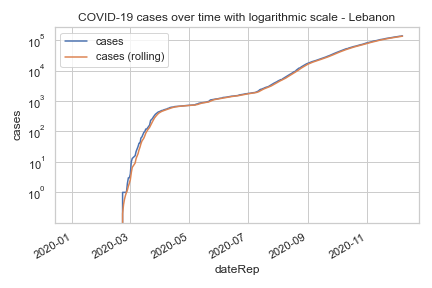 COVID-19 cases over time with logarithmic scale - Lebanon
cases
cases (rolling)
10^5
10^4
10^3
10^2
10^1
10^0
cases
2020-01
2020-03
2020-05
2020-07
2020-09
2020-11
dateRep